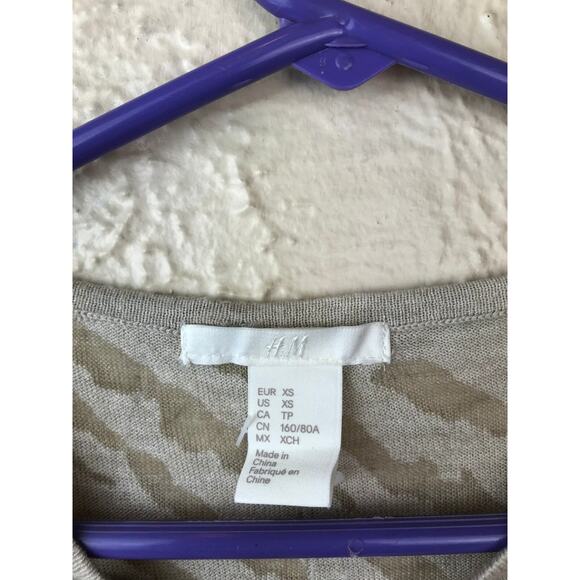 H&M
EUR XS
US XS
CA TP
CN 160/80A
MX XCH
Made in
China
Fabriqué en
Chine